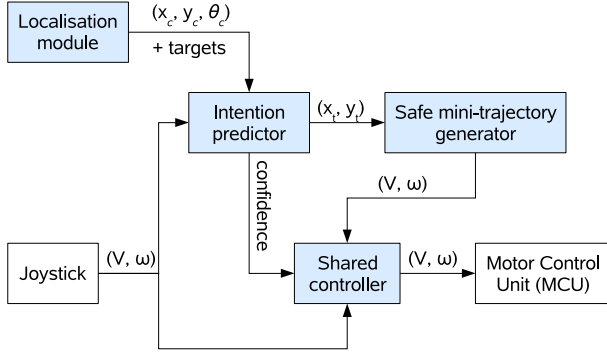 Localisation
module
(x_c, y_c, θ_c)
+ targets
Intention
predictor
(x_t, y_t)
Safe mini-trajectory
generator
confidence
(V, ω)
Joystick
(V, ω)
Shared
controller
(V, ω)
Motor Control
Unit (MCU)